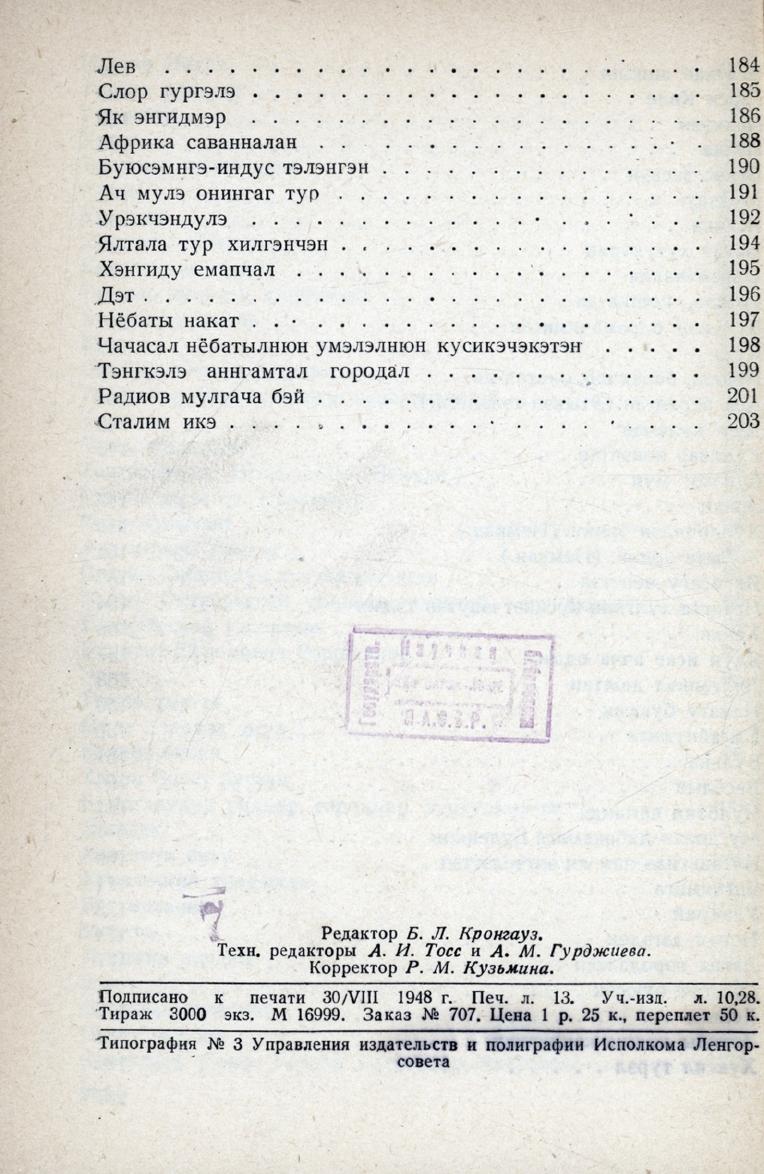 Лев . . . . . . . . . . . . . . . . . . . . 184
Слор гургэлэ . . . . . . . . . . . . . . . . 185
Як энгидмэр . . . . . . . . . . . . . . . . 186
Африка саванналан . . . . . . . . . . . . . . 188
Буюсэмнгэ-индус тэлэнгэн . . . . . . . . . . . 190
Ач мулэ онингаг тур . . . . . . . . . . . . . 191
Урэкчэндулэ . . . . . . . . . . . . . . . . 192
Ялтала тур хилгэнчэн . . . . . . . . . . . . 194
Хэнгиду емапчал . . . . . . . . . . . . . . 195
Дэт . . . . . . . . . . . . . . . . . . . . 196
Нёбаты накат . . . . . . . . . . . . . . . . 197
Чачасал нёбатылнюн умэлэлнюн кусикэчэкэтэн . . . . . 198
Тэнгкэлэ аннгамтал городал . . . . . . . . . . 199
Радиов мулгача бэй . . . . . . . . . . . . . 201
Сталим икэ . . . . . . . . . . . . . . . . . 203
7
Редактор Б. Л. Кронгауз.
Техн. редакторы А. И. Тосс и А. М. Гурджиева.
Корректор Р. М. Кузьмина.
Подписано к печати 30/VIII 1948 г. Печ. л. 13. Уч.-изд. л. 10,28.
Тираж 3000 экз. М 16999. Заказ № 707. Цена 1 р. 25 к., переплет 50 к.
Типография № 3 Управления издательств и полиграфии Исполкома Ленгор-
совета